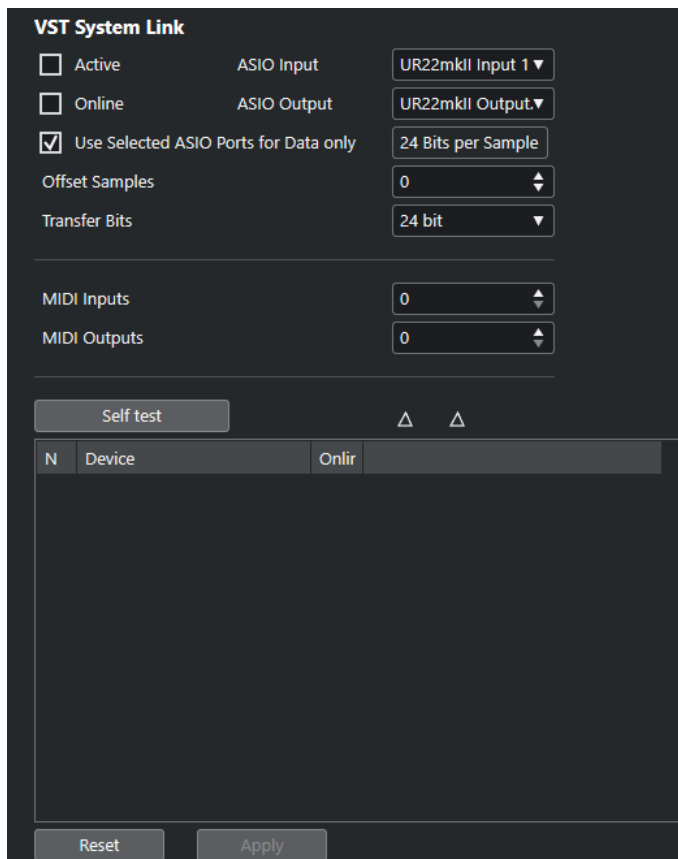 VST System Link
Active ASIO Input UR22mkII Input 1
Online ASIO Output UR22mkII Output.
Use Selected ASIO Ports for Data only 24 Bits per Sample
Offset Samples 0
Transfer Bits 24 bit
MIDI Inputs 0
MIDI Outputs 0
Self test
N Device Onlir
Reset Apply